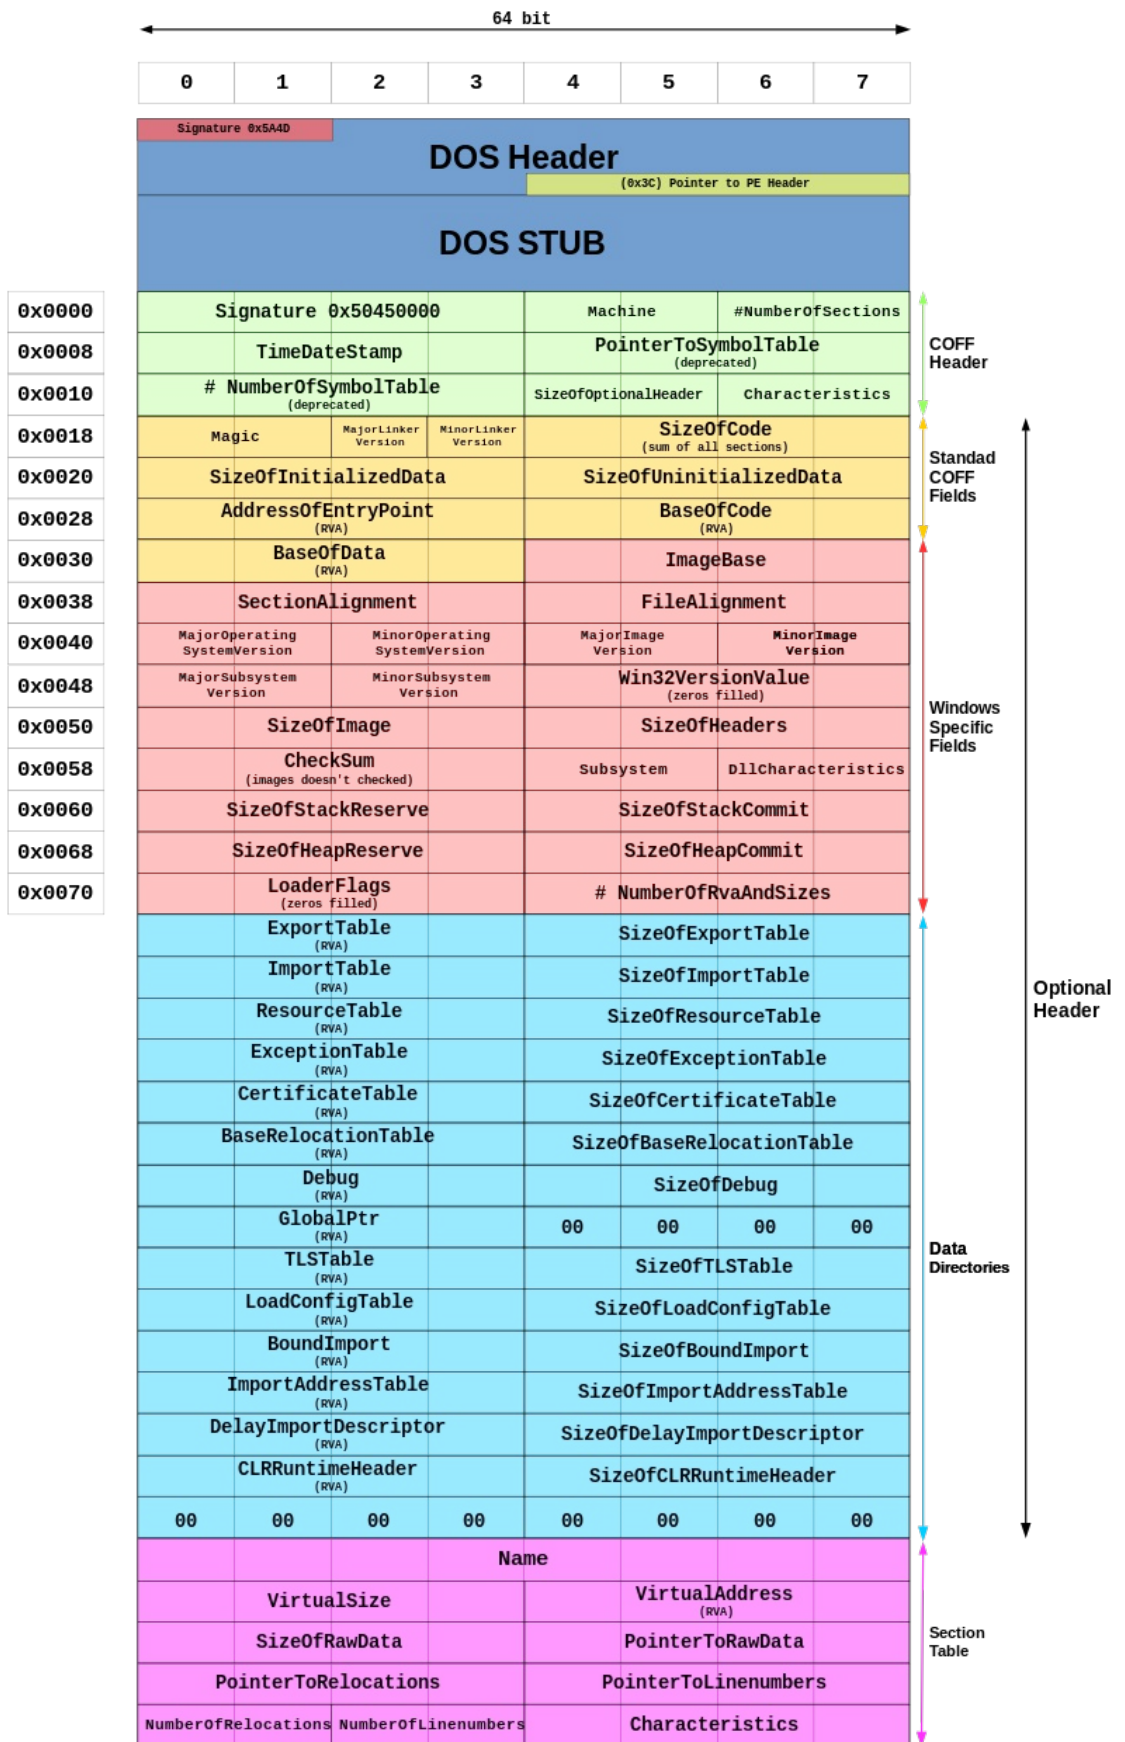 64 bit
0 1 2 3 4 5 6 7
Signature 0x5A4D
DOS Header
(0x3C) Pointer to PE Header
DOS STUB
0x0000 Signature 0x50450000 Machine #NumberOfSections
0x0008 TimeDateStamp PointerToSymbolTable
(deprecated)
COFF
Header
0x0010 # NumberOfSymbolTable SizeOfOptionalHeader Characteristics
(deprecated)
0x0018 Magic MajorLinker MinorLinker SizeOfCode
Version Version (sum of all sections)
Standad
COFF
Fields
0x0020 SizeOfInitializedData SizeOfUninitializedData
0x0028 AddressOfEntryPoint BaseOfCode
(RVA) (RVA)
0x0030 BaseOfData ImageBase
(RVA)
0x0038 SectionAlignment FileAlignment
0x0040 MajorOperating MinorOperating MajorImage MinorImage
SystemVersion SystemVersion Version Version
0x0048 MajorSubsystem MinorSubsystem Win32VersionValue
Version Version (zeros filled)
0x0050 SizeOfImage SizeOfHeaders
Windows
Specific
Fields
0x0058 CheckSum Subsystem DllCharacteristics
(images doesn't checked)
0x0060 SizeOfStackReserve SizeOfStackCommit
0x0068 SizeOfHeapReserve SizeOfHeapCommit
0x0070 LoaderFlags # NumberOfRvaAndSizes
(zeros filled)
ExportTable SizeOfExportTable
(RVA)
ImportTable SizeOfImportTable
(RVA)
Optional
Header
ResourceTable SizeOfResourceTable
(RVA)
ExceptionTable SizeOfExceptionTable
(RVA)
CertificateTable SizeOfCertificateTable
(RVA)
BaseRelocationTable SizeOfBaseRelocationTable
(RVA)
Debug SizeOfDebug
(RVA)
GlobalPtr 00 00 00 00
(RVA)
Data
Directories
TLSTable SizeOfTLSTable
(RVA)
LoadConfigTable SizeOfLoadConfigTable
(RVA)
BoundImport SizeOfBoundImport
(RVA)
ImportAddressTable SizeOfImportAddressTable
(RVA)
DelayImportDescriptor SizeOfDelayImportDescriptor
(RVA)
CLRRuntimeHeader SizeOfCLRRuntimeHeader
(RVA)
00 00 00 00 00 00 00 00
Name
VirtualSize VirtualAddress
(RVA)
Section
Table
SizeOfRawData PointerToRawData
PointerToRelocations PointerToLinenumbers
NumberOfRelocations NumberOfLinenumbers Characteristics